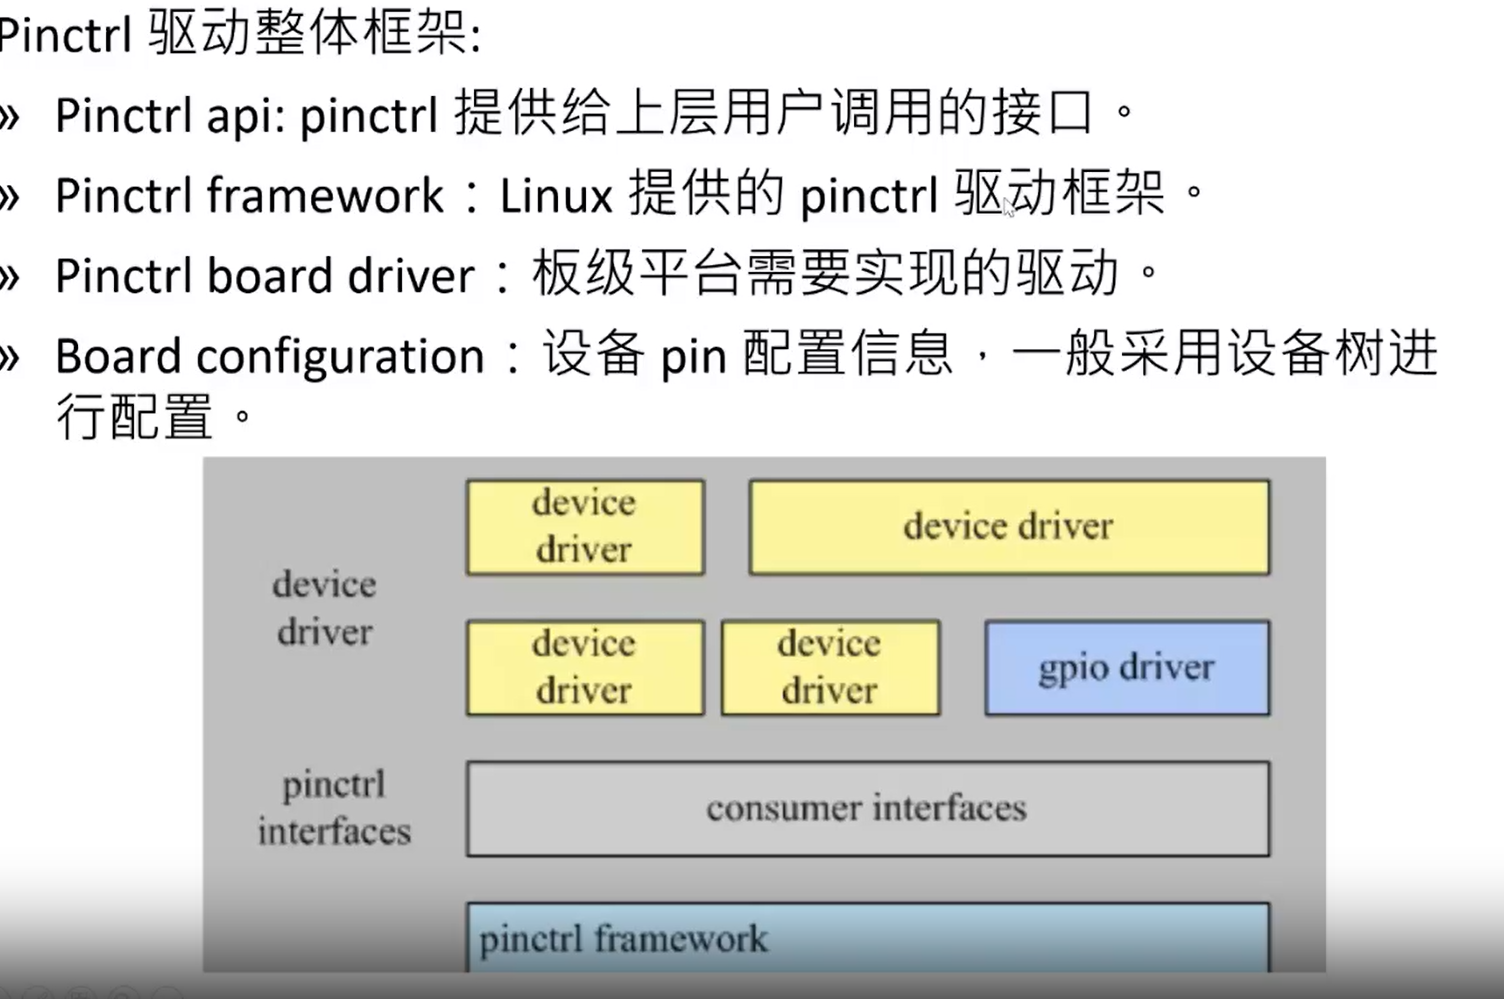 Pinctrl 驱动整体框架:
» Pinctrl api: pinctrl 提供给上层用户调用的接口。
» Pinctrl framework：Linux 提供的 pinctrl 驱动框架。
» Pinctrl board driver：板级平台需要实现的驱动。
» Board configuration：设备 pin 配置信息，一般采用设备树进
行配置。
device
driver
device driver
device
driver
device
driver
device
driver
gpio driver
pinctrl
interfaces
consumer interfaces
pinctrl framework